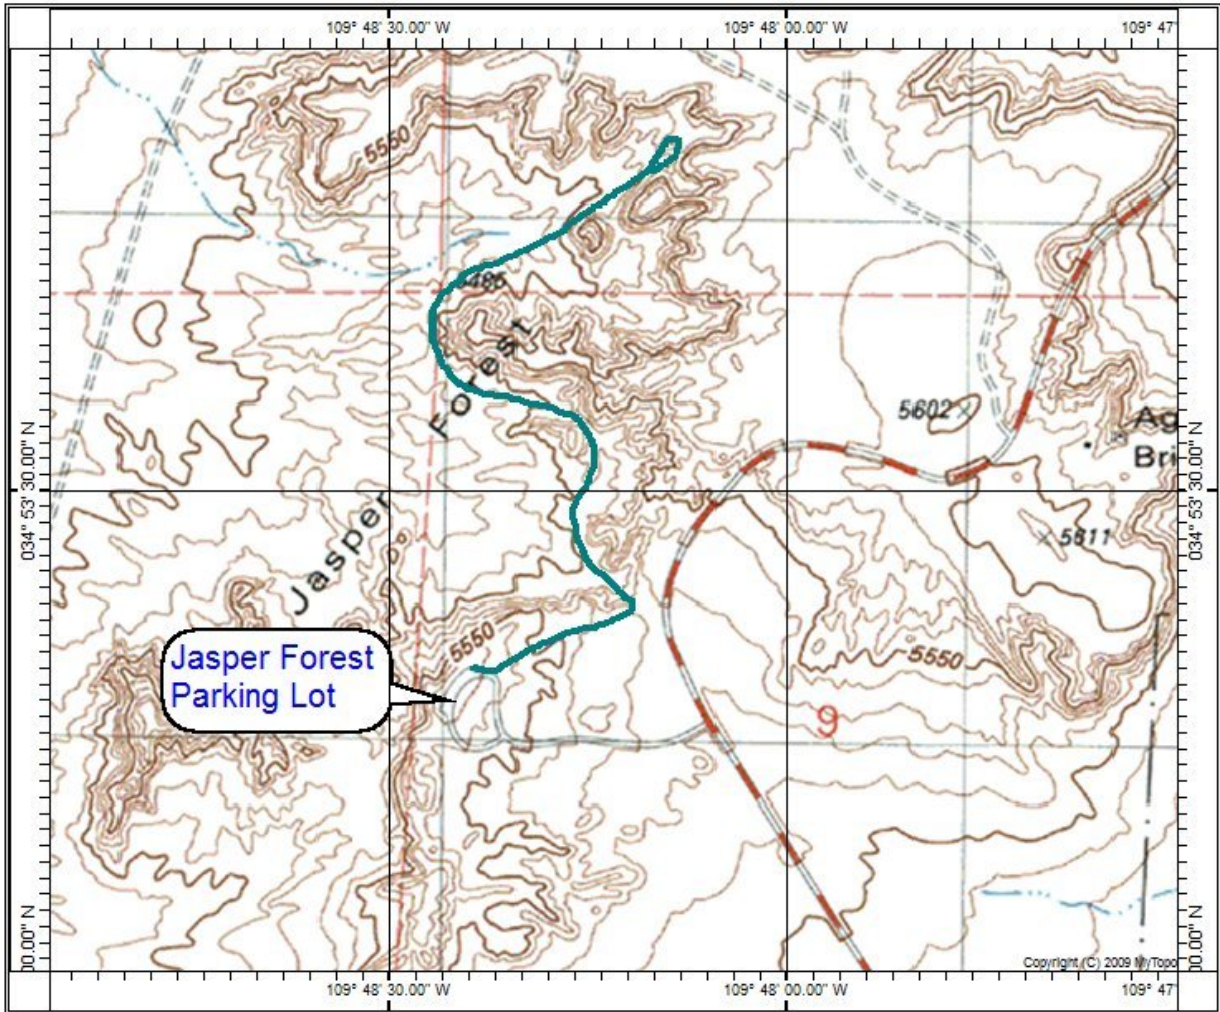 109° 48' 30.00" W
109° 48' 00.00" W
109° 47'
5550
5486
Forest
5602
Ag
Bri
034° 53' 30.00" N
034° 53' 30.00" N
5611
Jasper
5550
5550
Jasper Forest
Parking Lot
9
00.00" N
00.00" N
Copyright (C) 2009 MyTopo
109° 48' 30.00" W
109° 48' 00.00" W
109° 47'